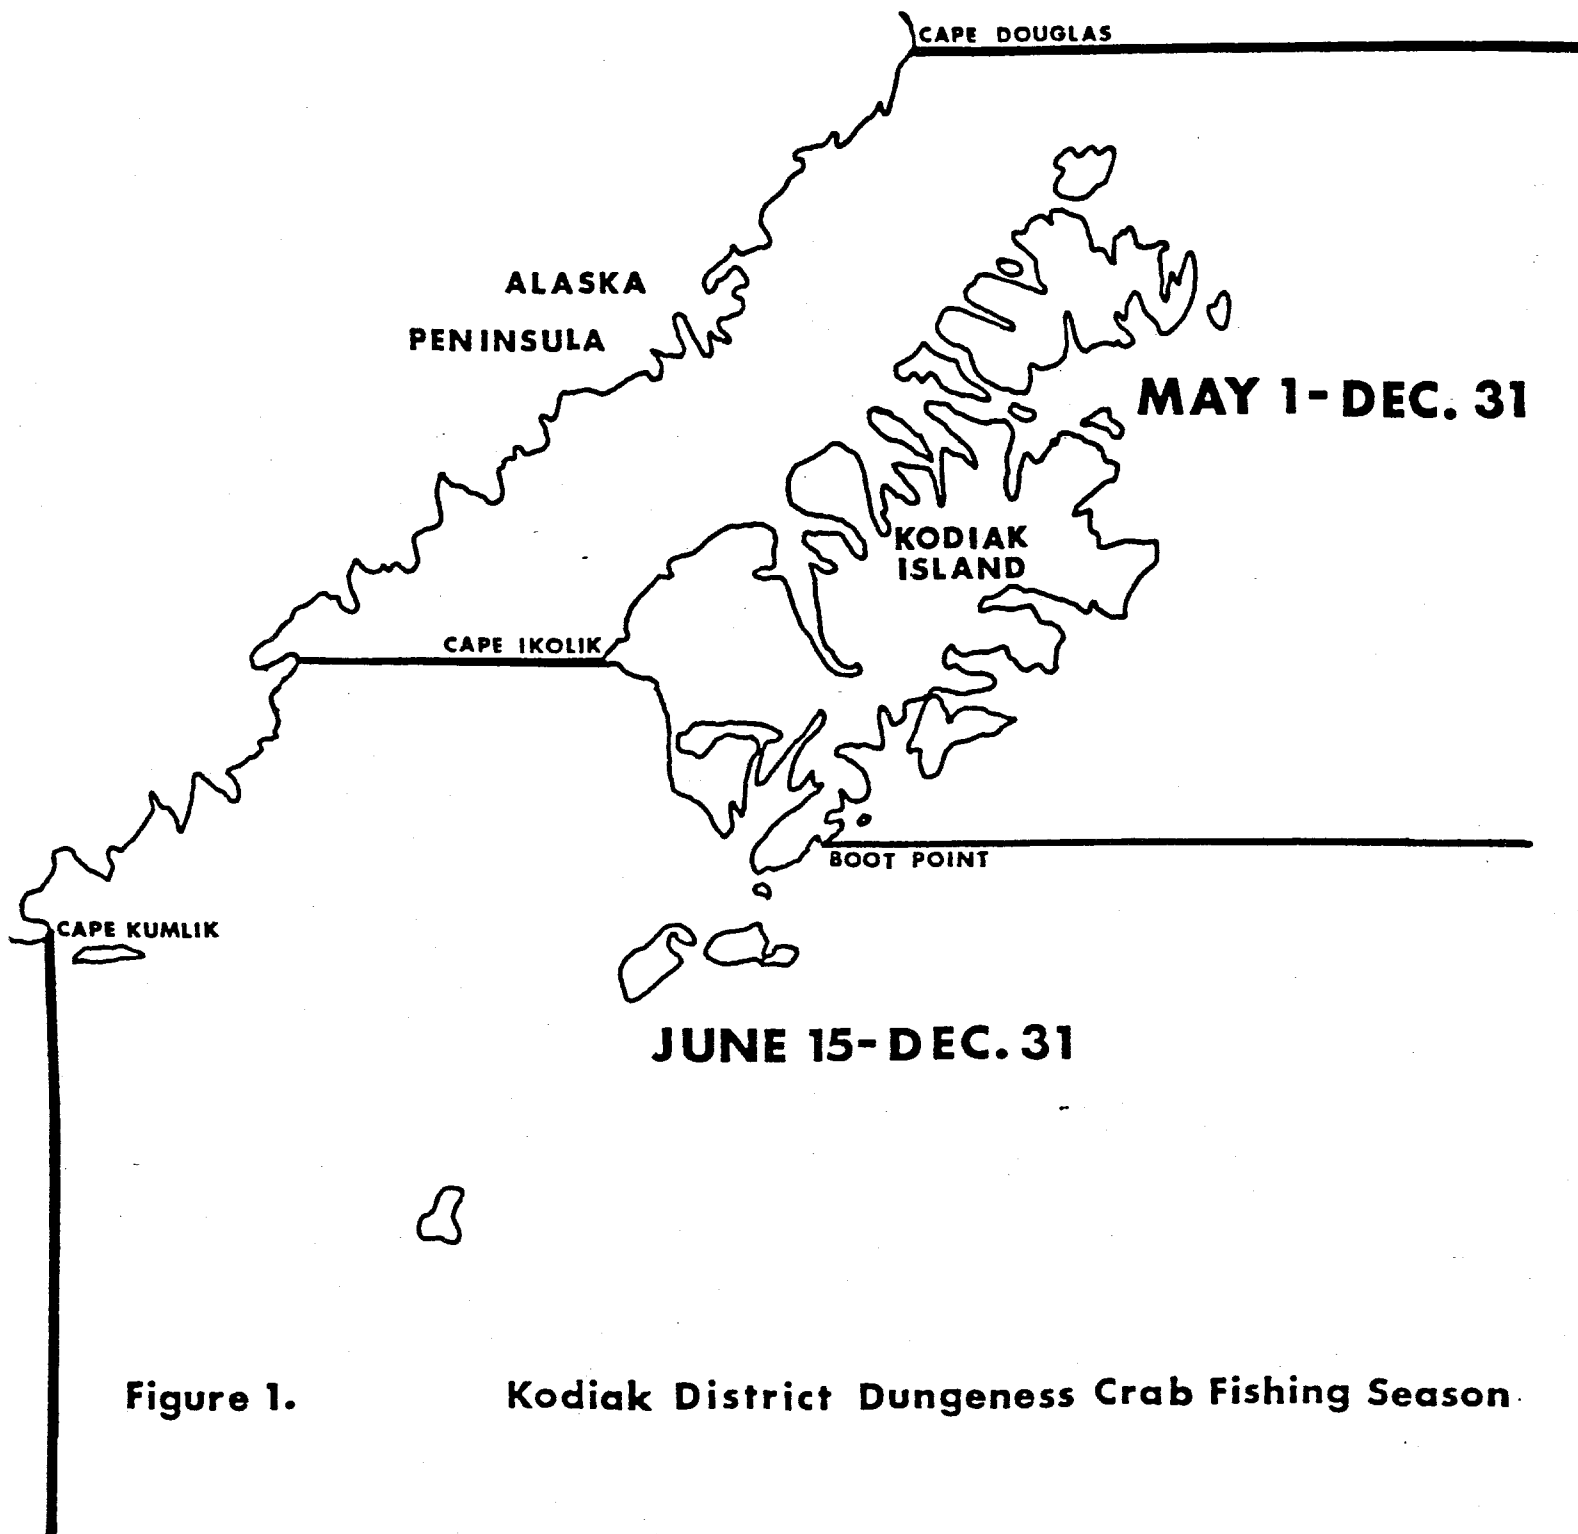 CAPE DOUGLAS
ALASKA
PENINSULA
MAY 1-DEC. 31
KODIAK
ISLAND
CAPE IKOLIK
BOOT POINT
CAPE KUMLIK
JUNE 15-DEC. 31
Figure 1. Kodiak District Dungeness Crab Fishing Season.